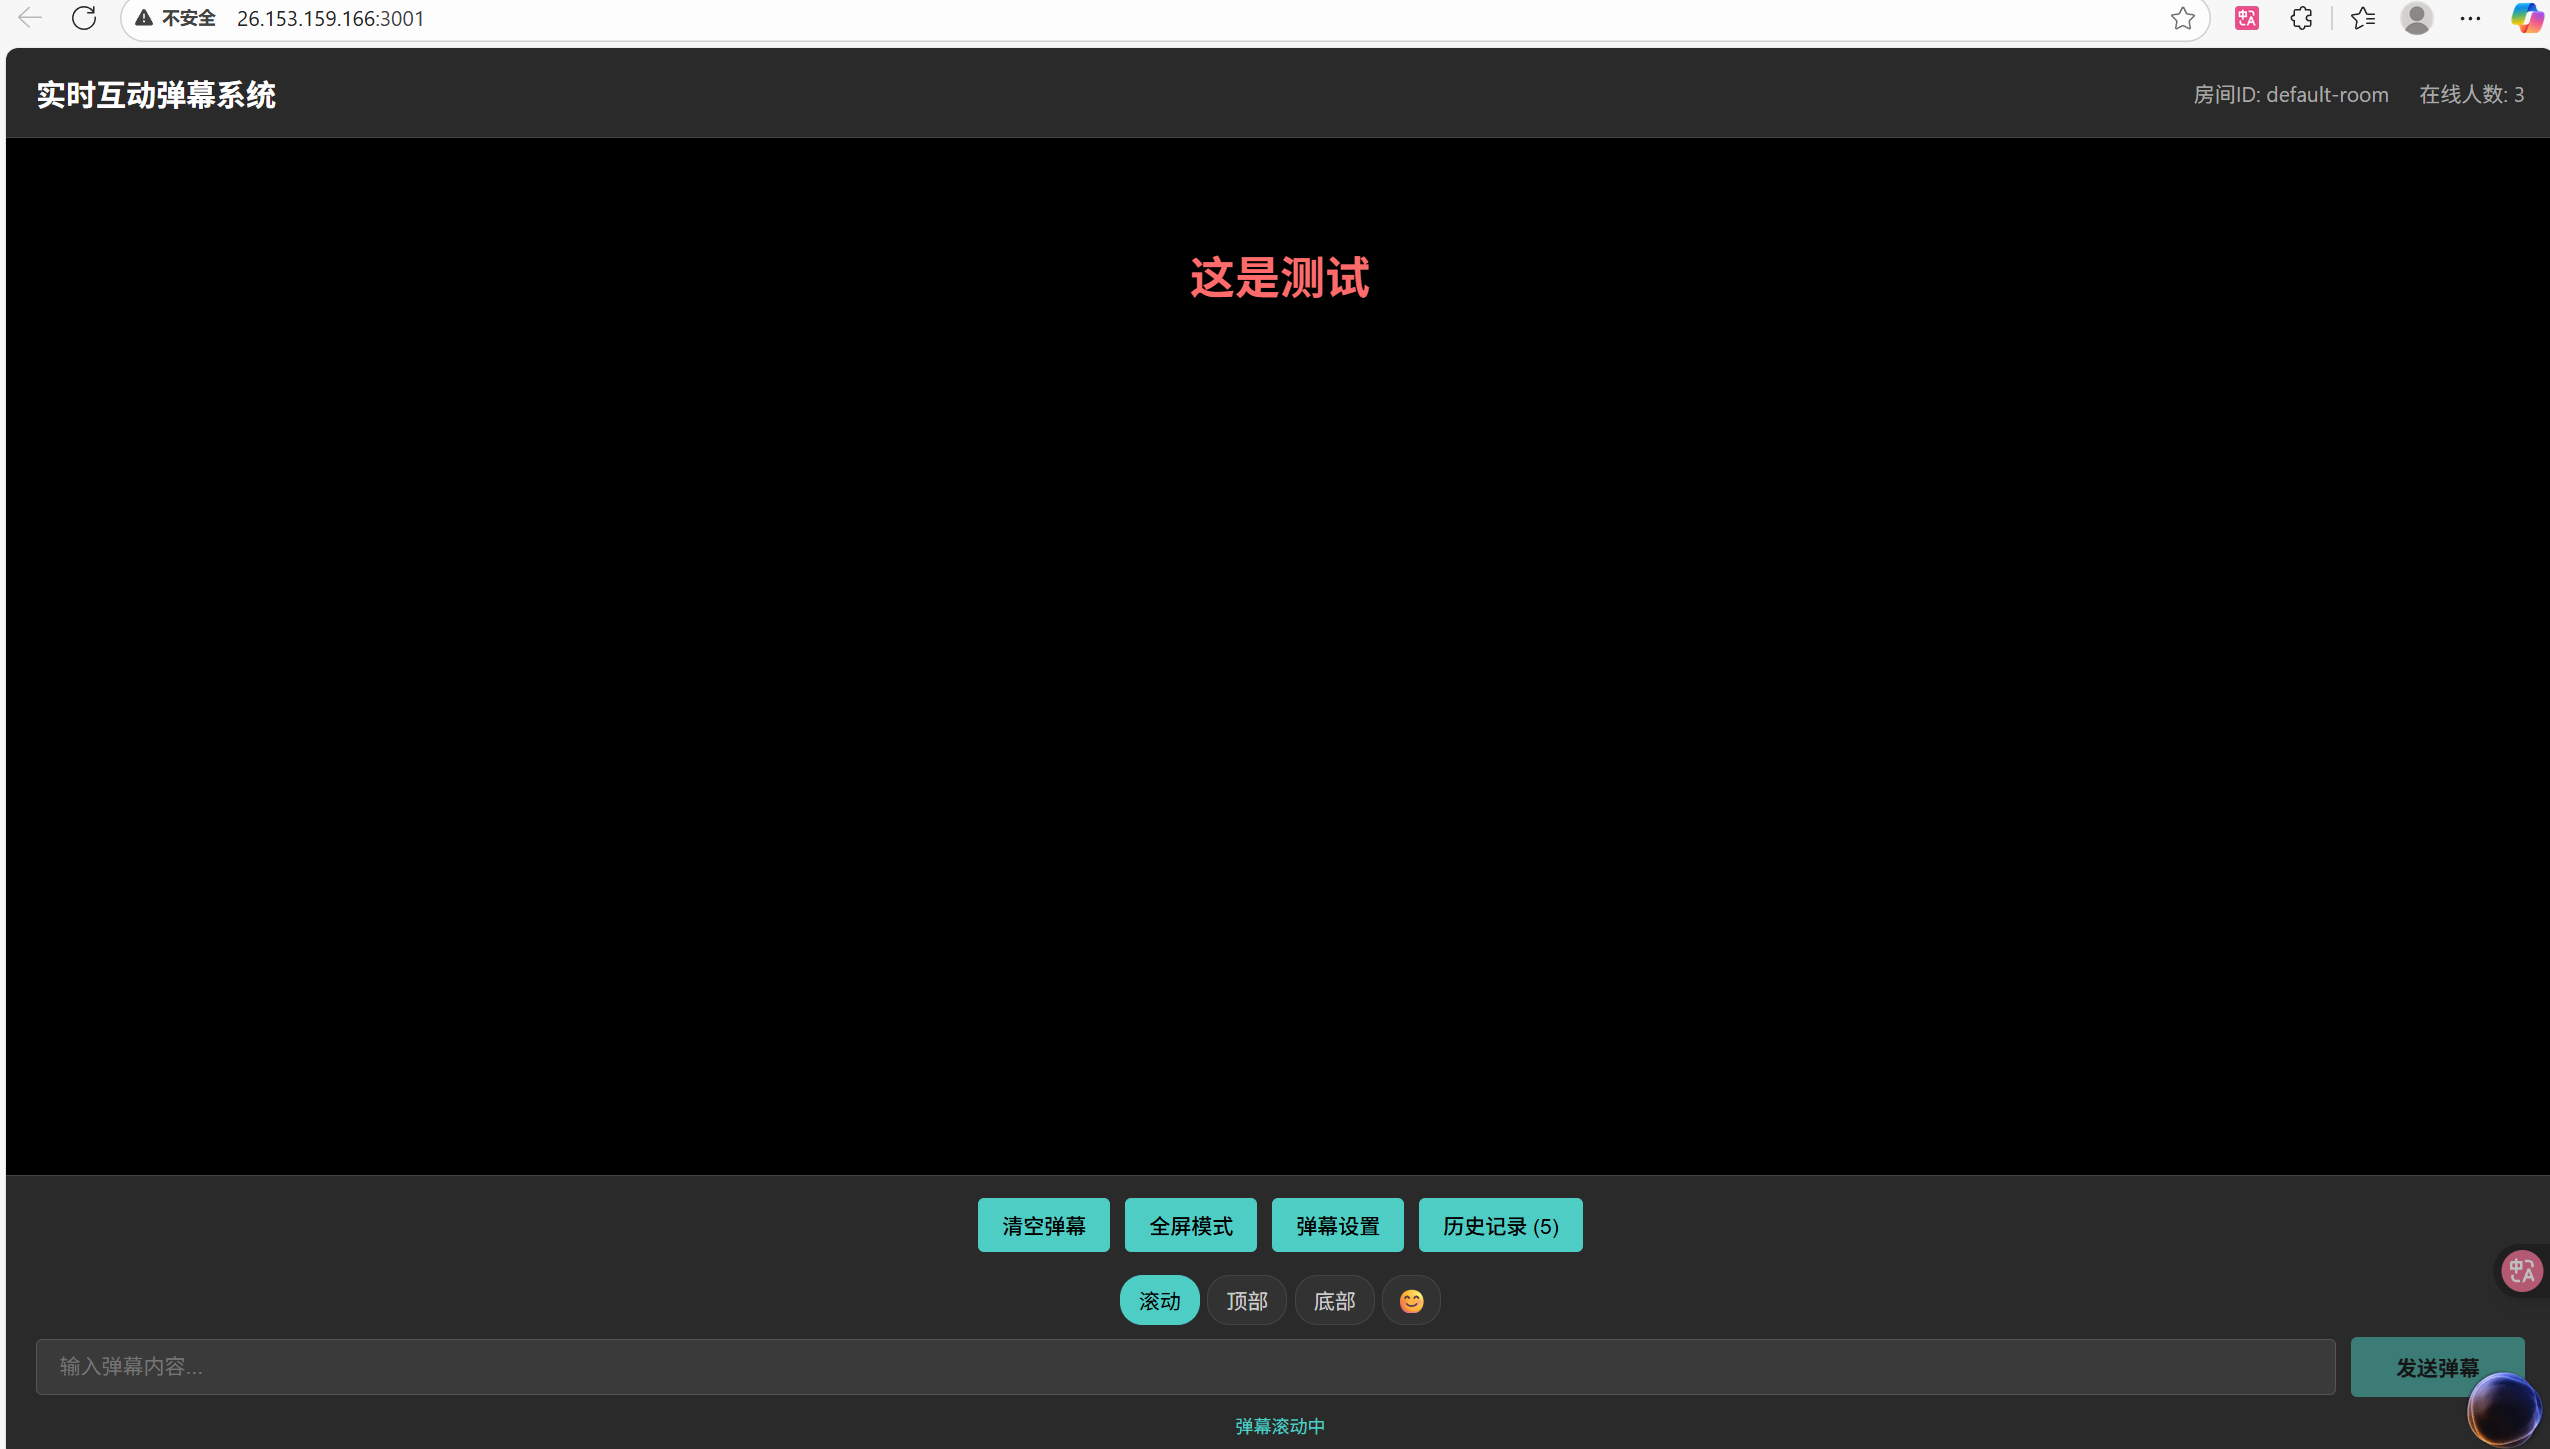 不安全 26.153.159.166:3001
实时互动弹幕系统
房间ID: default-room 在线人数: 3
这是测试
清空弹幕 全屏模式 弹幕设置 历史记录 (5)
滚动 顶部 底部 😊
输入弹幕内容... 发送弹幕
弹幕滚动中